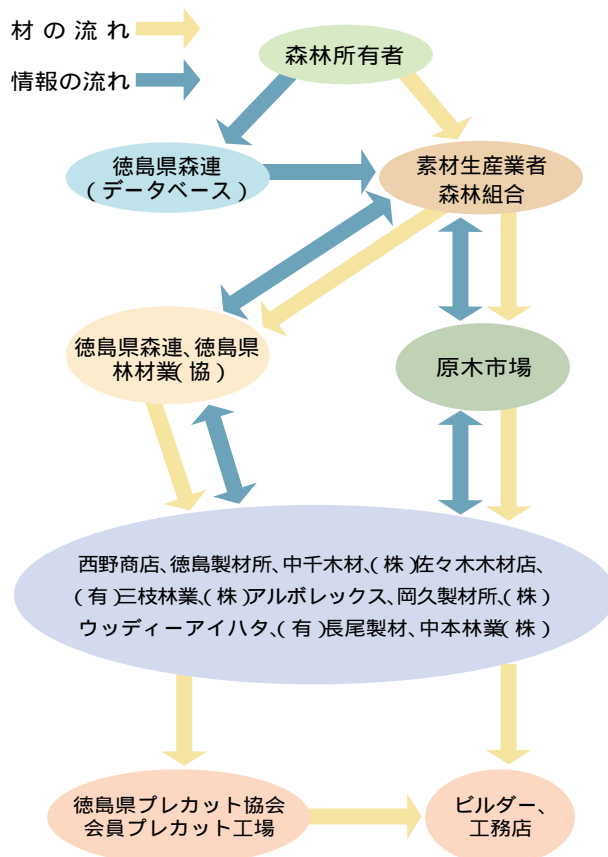 材の流れ
情報の流れ
森林所有者
徳島県森連
(データベース)
素材生産業者
森林組合
徳島県森連、徳島県
林材業(協)
原木市場
西野商店、徳島製材所、中千木材、(株)佐々木木材店、
(有)三枝林業、(株)アルボレックス、岡久製材所、(株)
ウッディーアイハタ、(有)長尾製材、中本林業(株)
徳島県プレカット協会
会員プレカット工場
ビルダー、
工務店